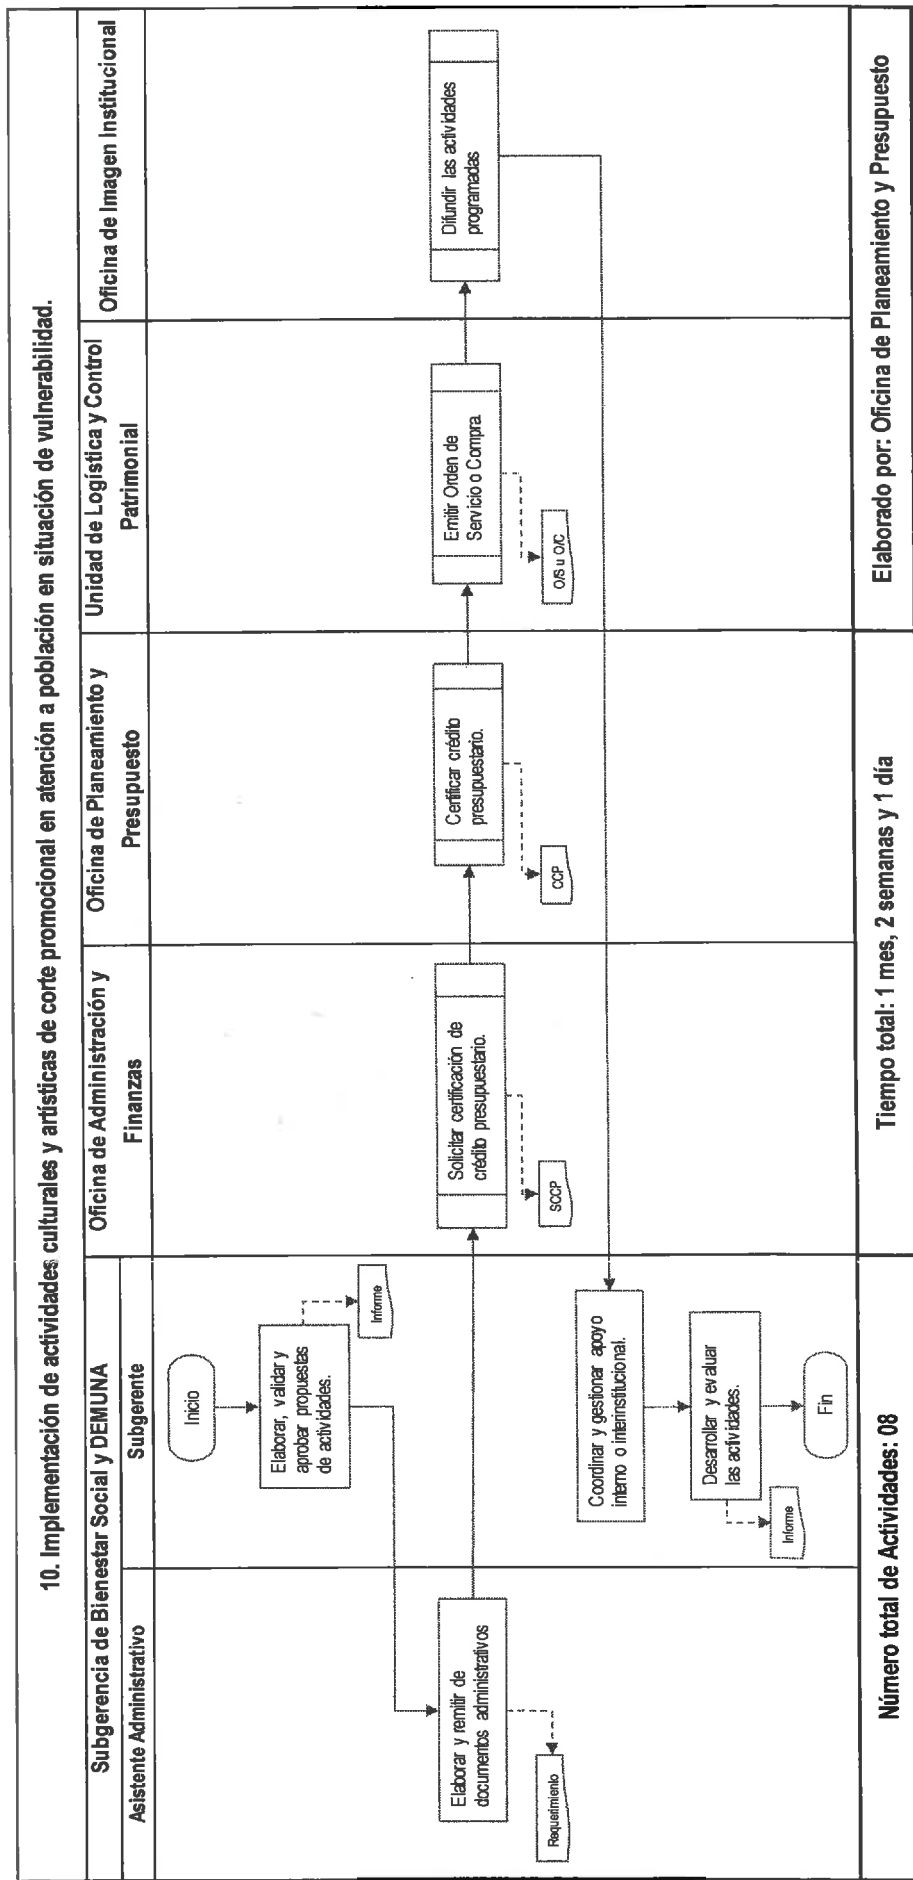 10. Implementación de actividades culturales y artísticas de corte promocional en atención a población en situación de vulnerabilidad.
Subgerencia de Bienestar Social y DEMUNA
Asistente Administrativo
Subgerente
Oficina de Administración y
Finanzas
Oficina de Planeamiento y
Presupuesto
Unidad de Logística y Control
Patrimonial
Oficina de Imagen Institucional
Inicio
Elaborar, validar y
aprobar propuestas
de actividades.
Informe
Elaborar y remitir de
documentos administrativos
Requerimiento
Solicitar certificación de
crédito presupuestario.
SCCP
Certificar crédito
presupuestario.
CCP
Emitir Orden de
Servicio o Compra
O/S u O/C
Difundir las actividades
programadas
Coordinar y gestionar apoyo
interno o interinstitucional.
Desarrollar y evaluar
las actividades.
Informe
Fin
Número total de Actividades: 08
Tiempo total: 1 mes, 2 semanas y 1 día
Elaborado por: Oficina de Planeamiento y Presupuesto